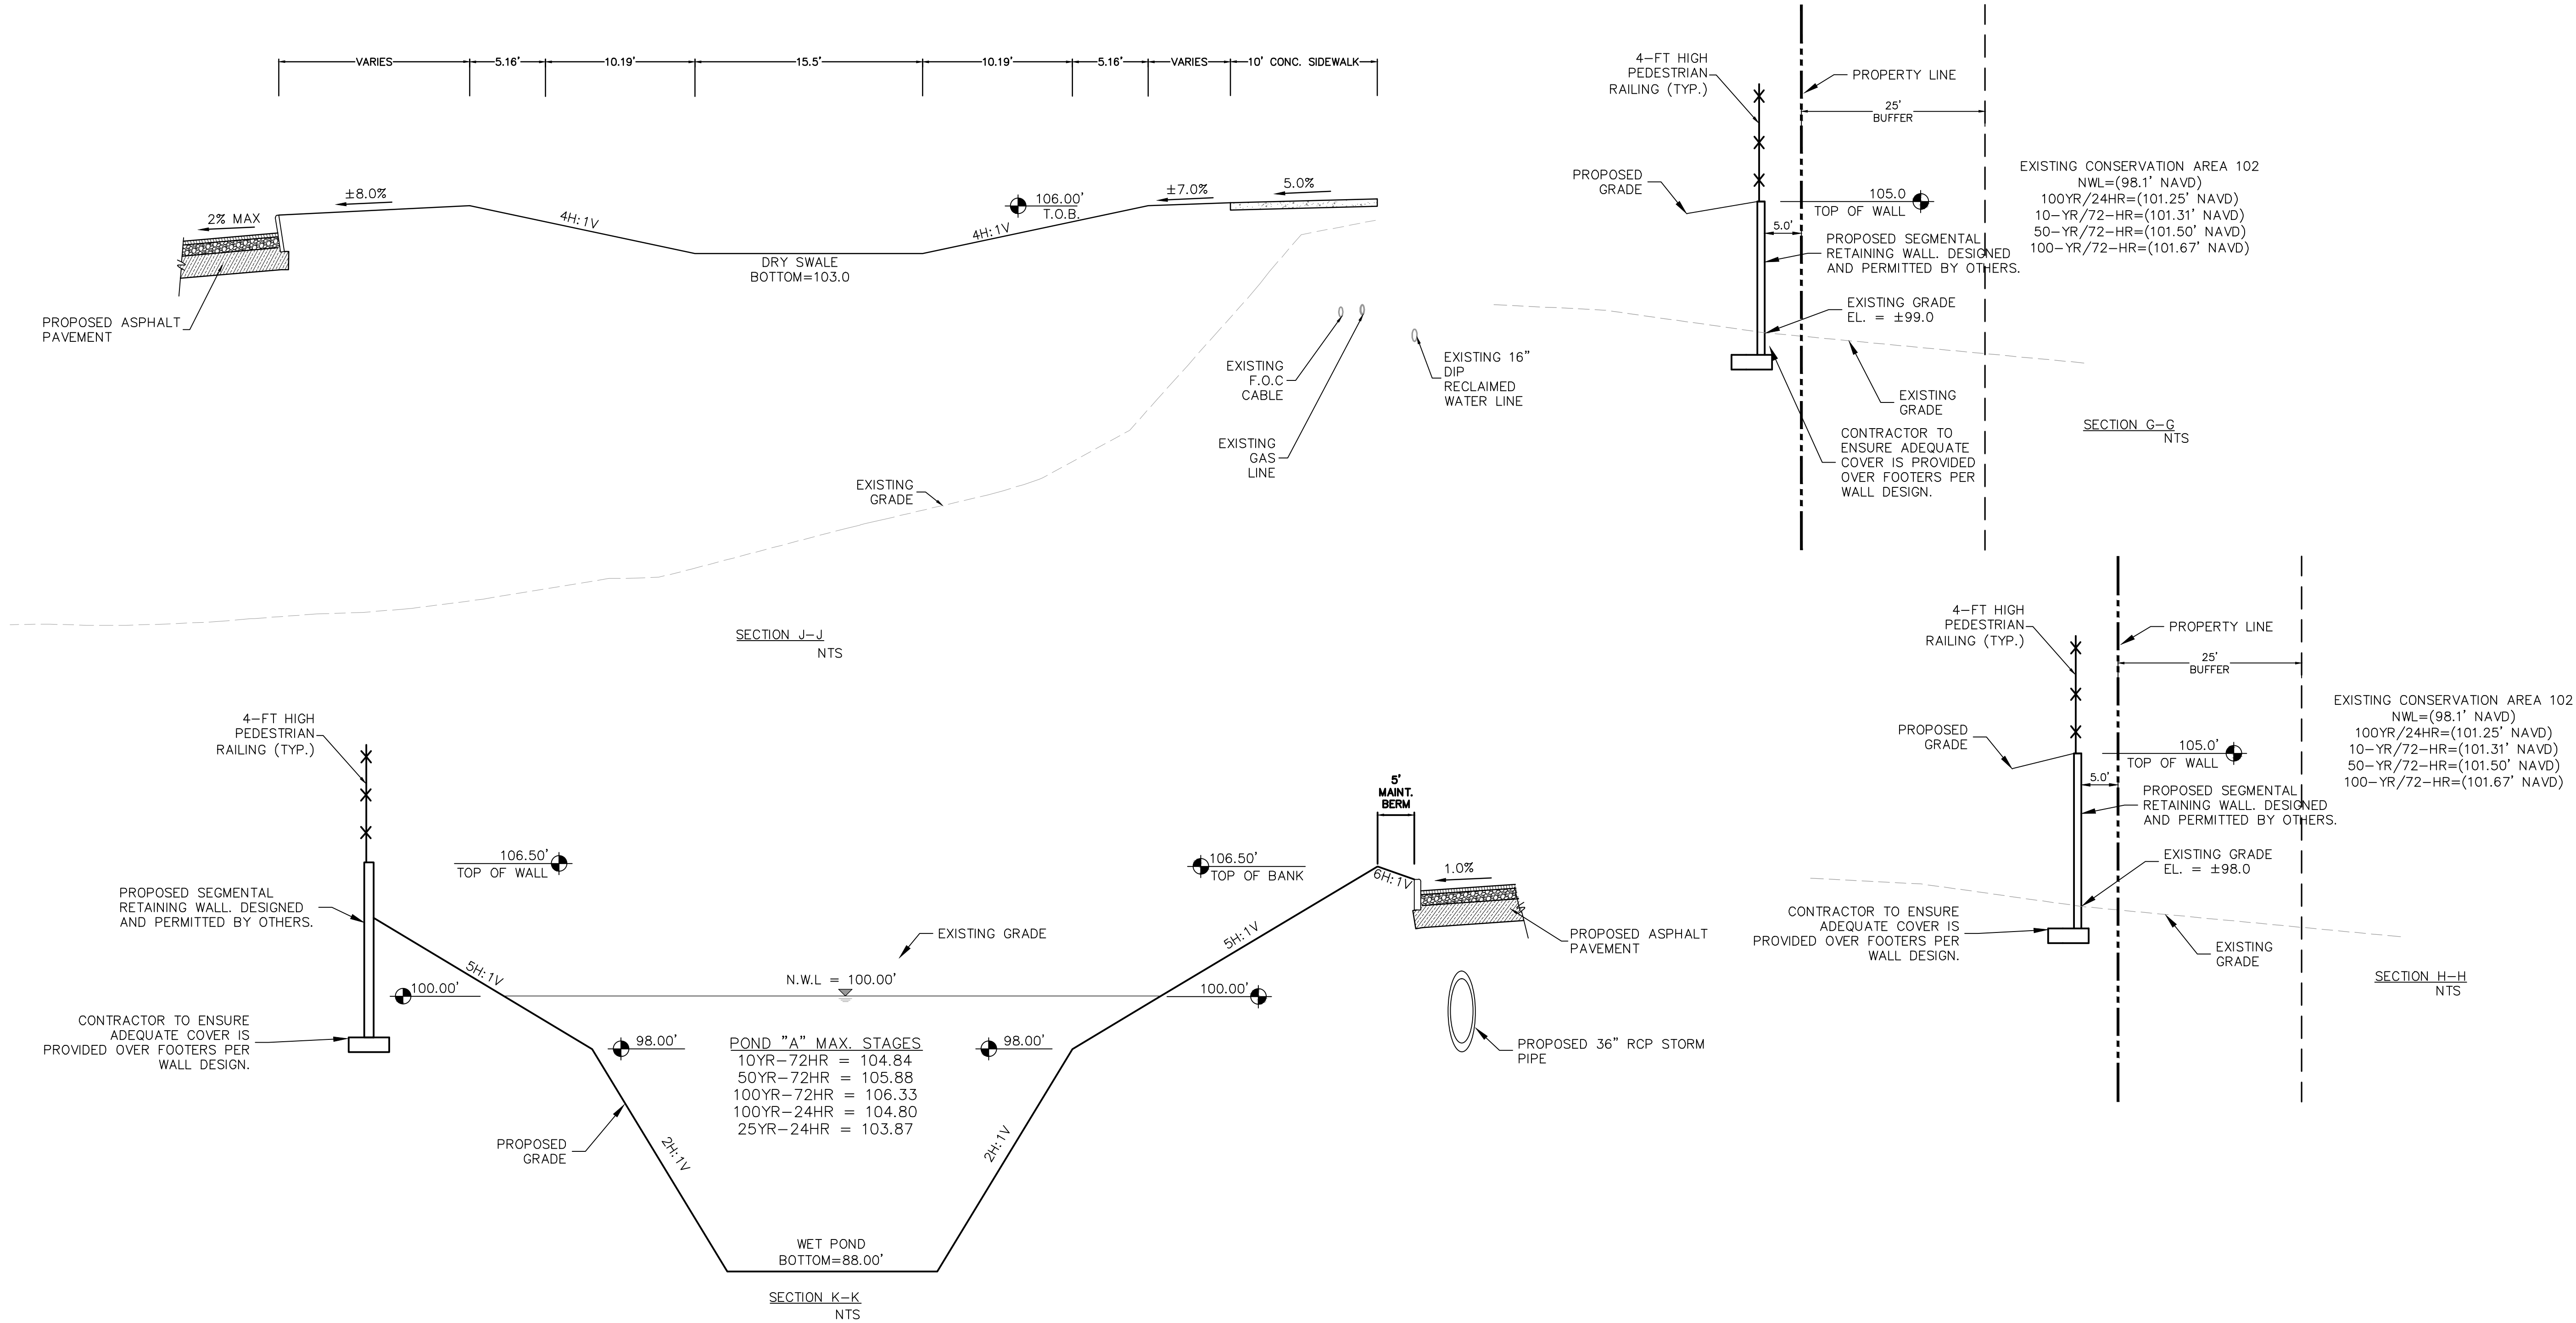 VARIES
5.16'
10.19'
15.5'
10.19'
5.16'
VARIES
10' CONC. SIDEWALK
2% MAX
±8.0%
4H:1V
106.00'
T.O.B.
4H:1V
±7.0%
5.0%
DRY SWALE
BOTTOM=103.0
PROPOSED ASPHALT
PAVEMENT
EXISTING
F.O.C
CABLE
EXISTING
GAS
LINE
EXISTING 16"
DIP
RECLAIMED
WATER LINE
EXISTING
GRADE
SECTION J-J
NTS
4-FT HIGH
PEDESTRIAN
RAILING (TYP.)
PROPERTY LINE
25'
BUFFER
PROPOSED
GRADE
105.0
TOP OF WALL
5.0'
PROPOSED SEGMENTAL
RETAINING WALL. DESIGNED
AND PERMITTED BY OTHERS.
EXISTING CONSERVATION AREA 102
NWL=(98.1' NAVD)
100YR/24HR=(101.25' NAVD)
10-YR/72-HR=(101.31' NAVD)
50-YR/72-HR=(101.50' NAVD)
100-YR/72-HR=(101.67' NAVD)
EXISTING GRADE
EL. = ±99.0
EXISTING
GRADE
CONTRACTOR TO
ENSURE ADEQUATE
COVER IS PROVIDED
OVER FOOTERS PER
WALL DESIGN.
SECTION G-G
NTS
4-FT HIGH
PEDESTRIAN
RAILING (TYP.)
PROPERTY LINE
25'
BUFFER
PROPOSED
GRADE
105.0'
TOP OF WALL
5.0'
PROPOSED SEGMENTAL
RETAINING WALL. DESIGNED
AND PERMITTED BY OTHERS.
EXISTING CONSERVATION AREA 102
NWL=(98.1' NAVD)
100YR/24HR=(101.25' NAVD)
10-YR/72-HR=(101.31' NAVD)
50-YR/72-HR=(101.50' NAVD)
100-YR/72-HR=(101.67' NAVD)
EXISTING GRADE
EL. = ±98.0
CONTRACTOR TO ENSURE
ADEQUATE COVER IS
PROVIDED OVER FOOTERS PER
WALL DESIGN.
EXISTING
GRADE
SECTION H-H
NTS
4-FT HIGH
PEDESTRIAN
RAILING (TYP.)
106.50'
TOP OF WALL
PROPOSED SEGMENTAL
RETAINING WALL. DESIGNED
AND PERMITTED BY OTHERS.
5H:1V
100.00'
CONTRACTOR TO ENSURE
ADEQUATE COVER IS
PROVIDED OVER FOOTERS PER
WALL DESIGN.
EXISTING GRADE
N.W.L = 100.00'
98.00'
POND "A" MAX. STAGES
10YR-72HR = 104.84
50YR-72HR = 105.88
100YR-72HR = 106.33
100YR-24HR = 104.80
25YR-24HR = 103.87
98.00'
100.00'
5'
MAINT.
BERM
106.50'
TOP OF BANK
6H:1V
1.0%
5H:1V
PROPOSED ASPHALT
PAVEMENT
PROPOSED 36" RCP STORM
PIPE
PROPOSED
GRADE
2H:1V
2H:1V
WET POND
BOTTOM=88.00'
SECTION K-K
NTS